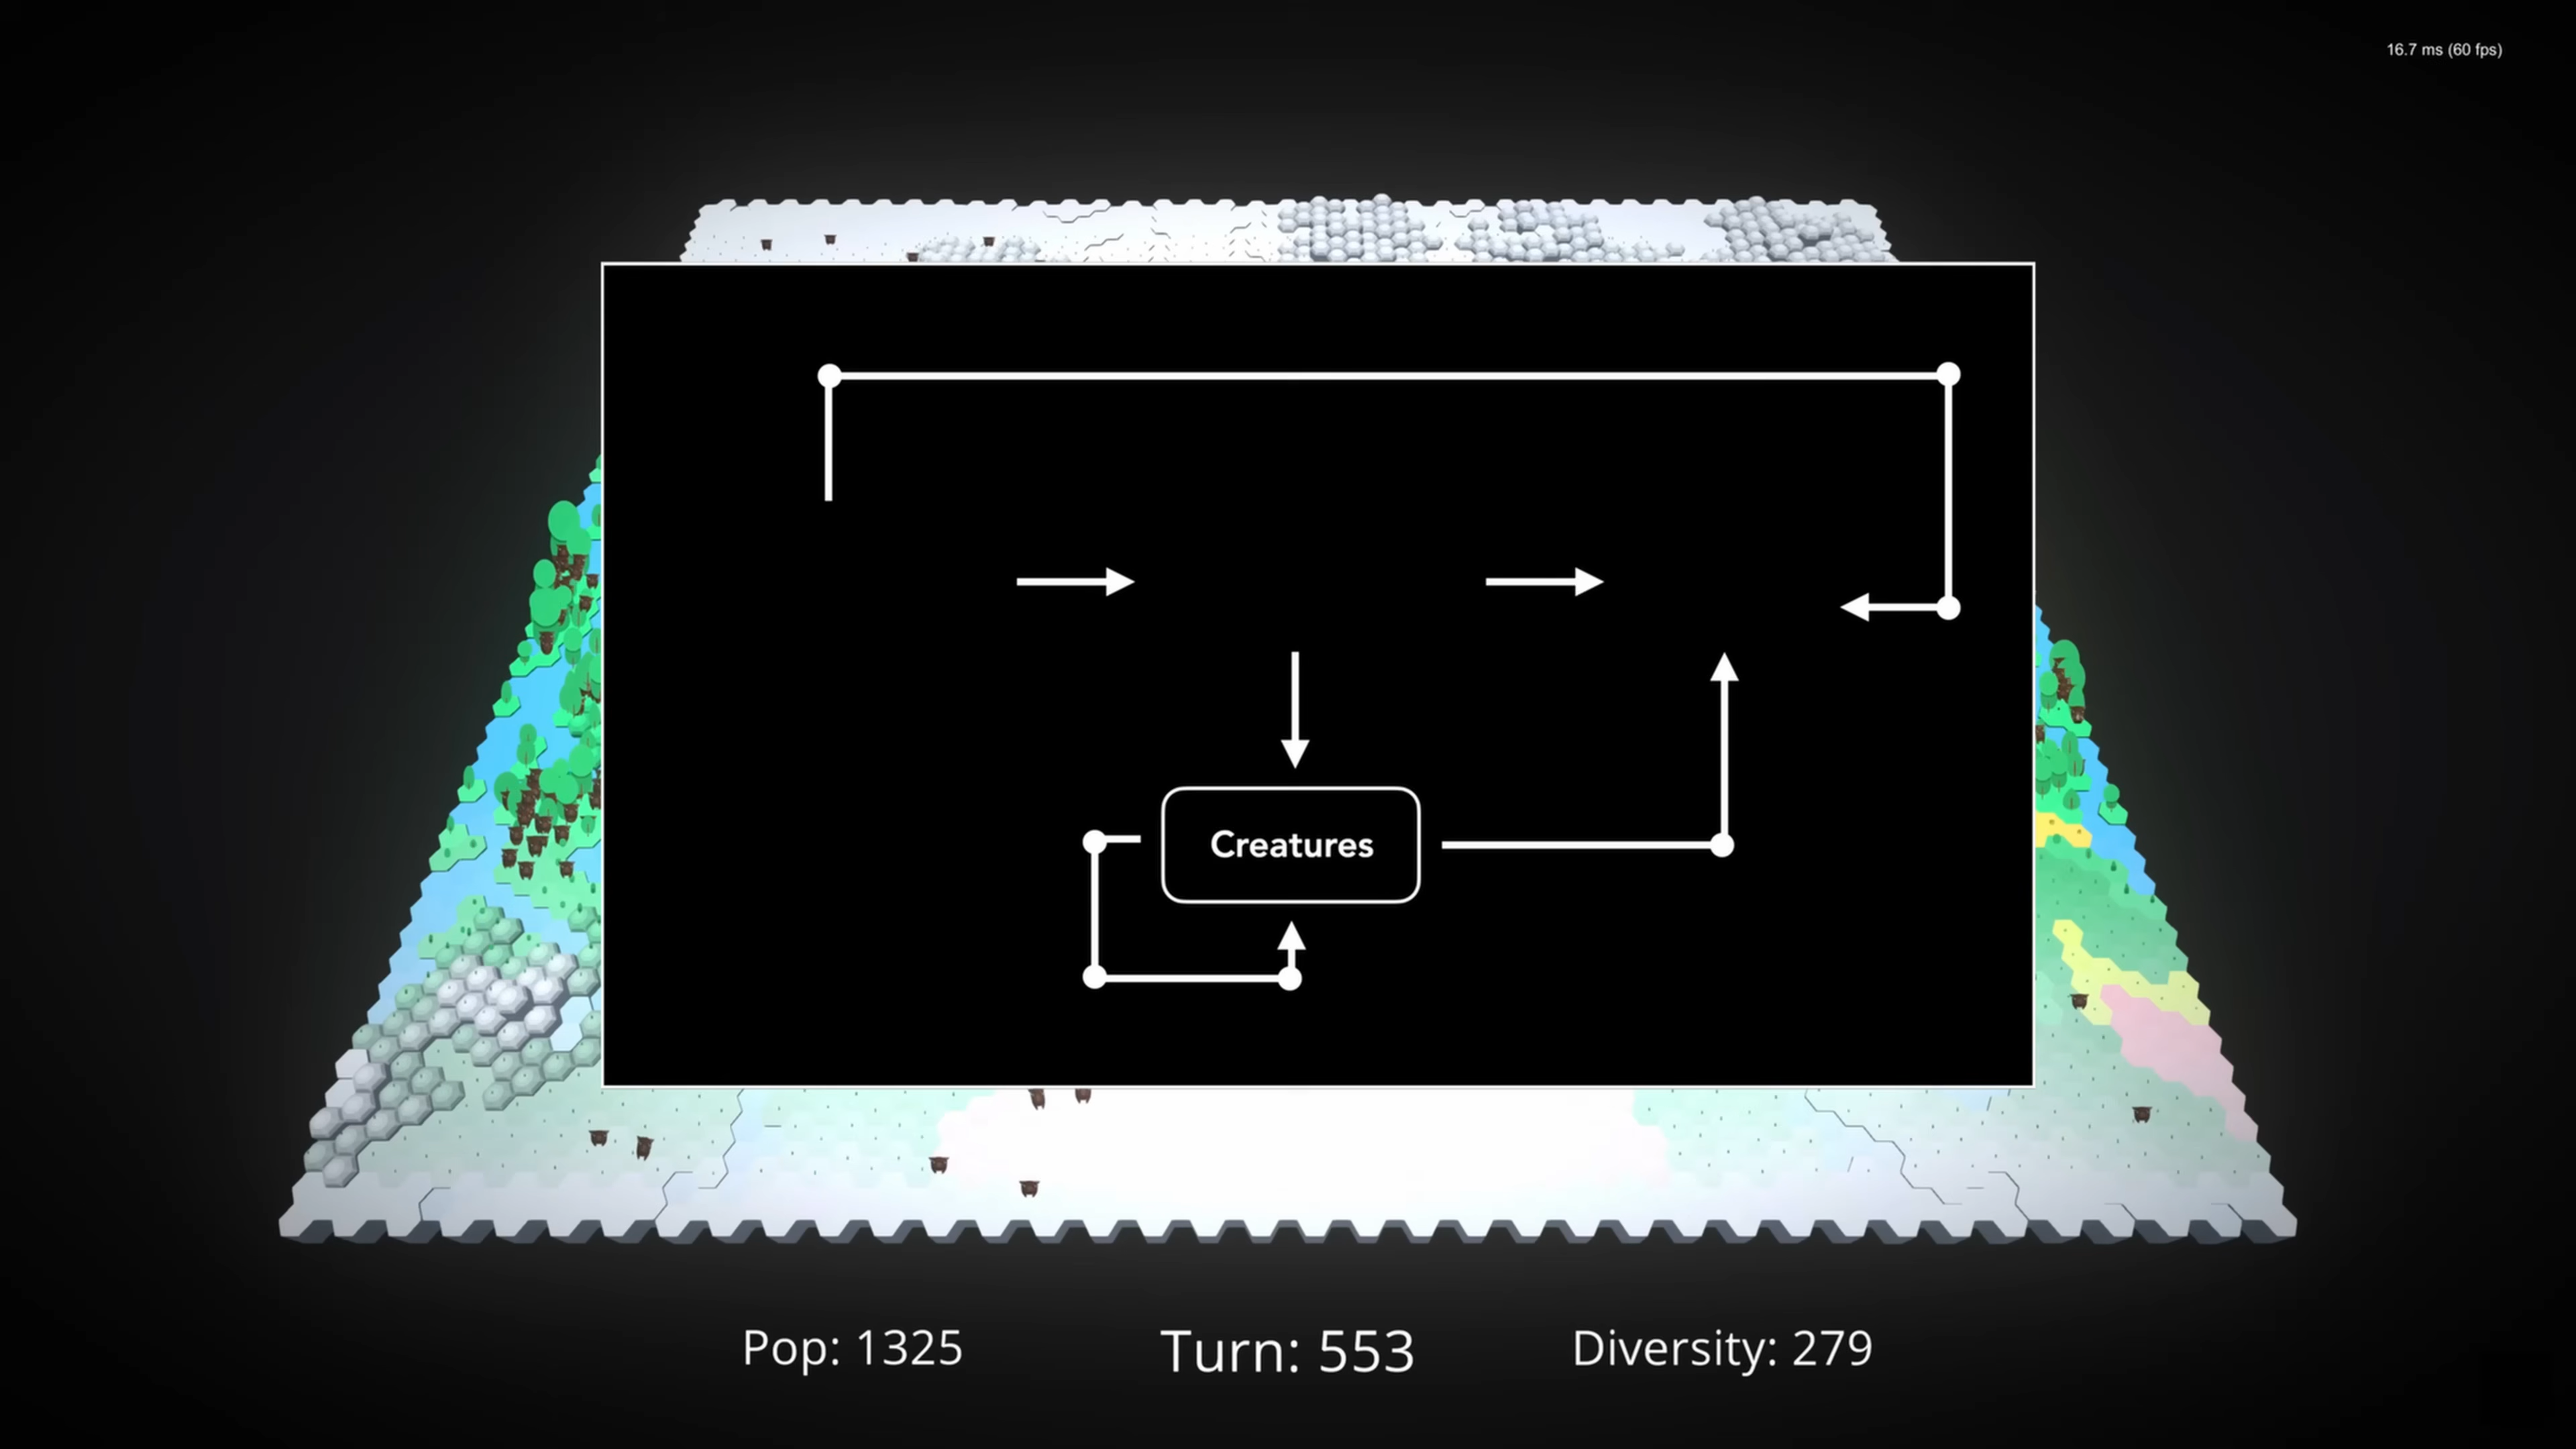 16.7 ms (60 fps)
Creatures
Pop: 1325
Turn: 553
Diversity: 279